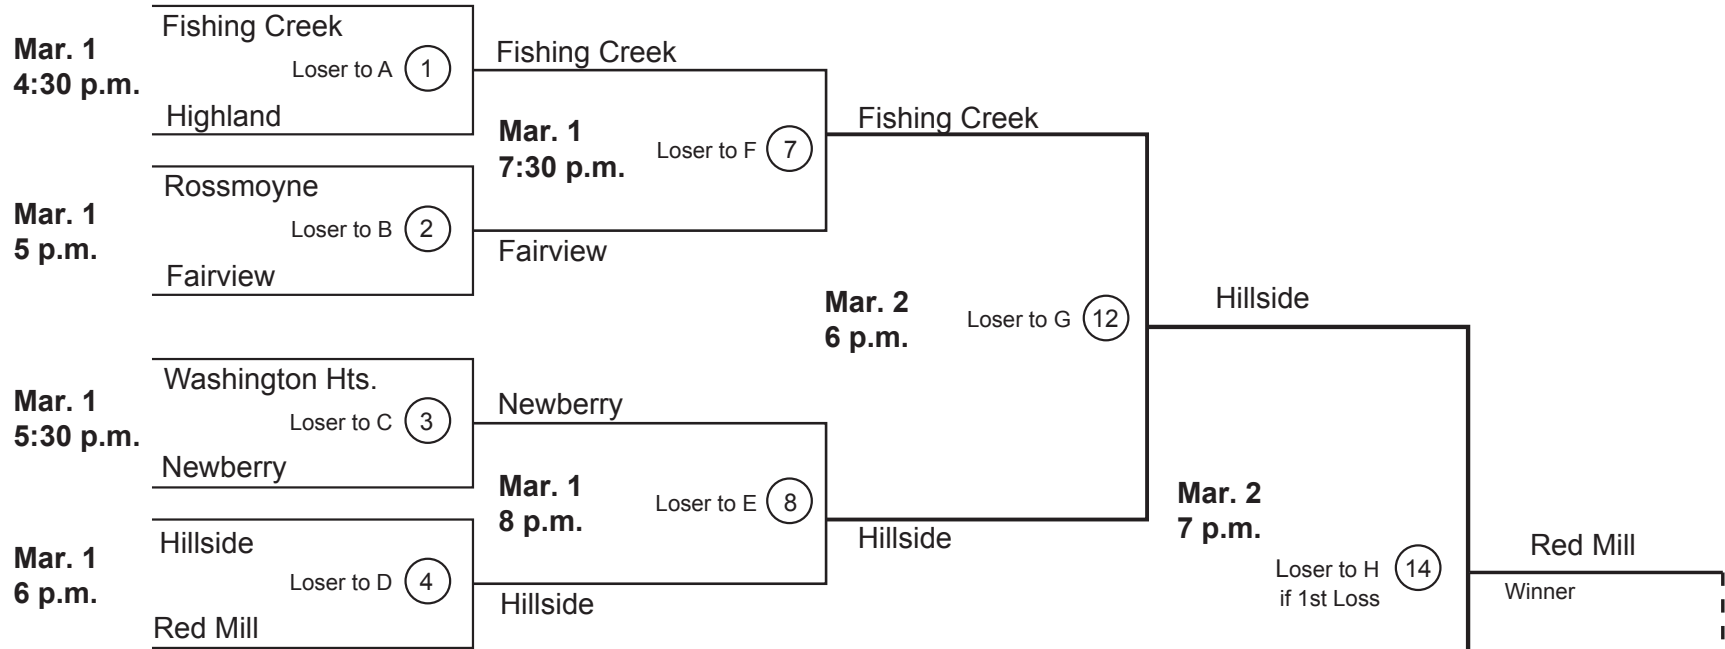 Mar. 1
4:30 p.m.
Fishing Creek
Loser to A 1
Highland
Mar. 1
5 p.m.
Rossmoyne
Loser to B 2
Fairview
Mar. 1
5:30 p.m.
Washington Hts.
Loser to C 3
Newberry
Mar. 1
6 p.m.
Hillside
Loser to D 4
Red Mill
Fishing Creek
Mar. 1
7:30 p.m.
Loser to F 7
Fairview
Newberry
Mar. 1
8 p.m.
Loser to E 8
Hillside
Fishing Creek
Mar. 2
6 p.m.
Loser to G 12
Hillside
Hillside
Mar. 2
7 p.m.
Loser to H 14
if 1st Loss
Red Mill
Winner